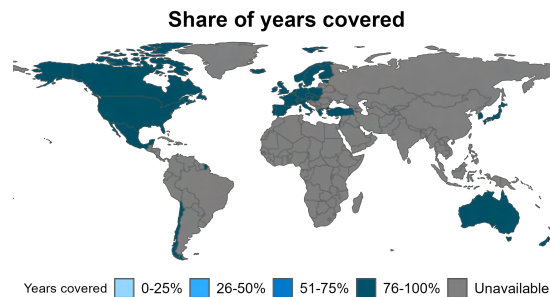 Share of years covered
Years covered 0-25% 26-50% 51-75% 76-100% Unavailable